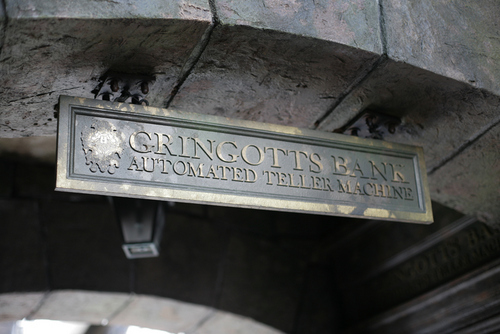 GRINGOTTS BANK
AUTOMATED TELLER MACHINE